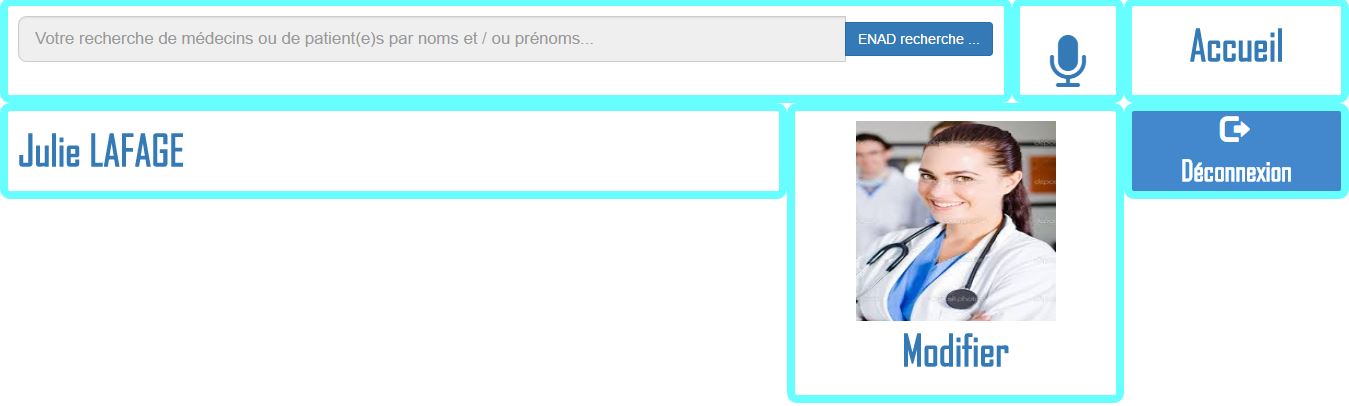 Votre recherche de médecins ou de patient(e)s par noms et / ou prénoms...
ENAD recherche ...
Accueil
Julie LAFAGE
Déconnexion
Modifier